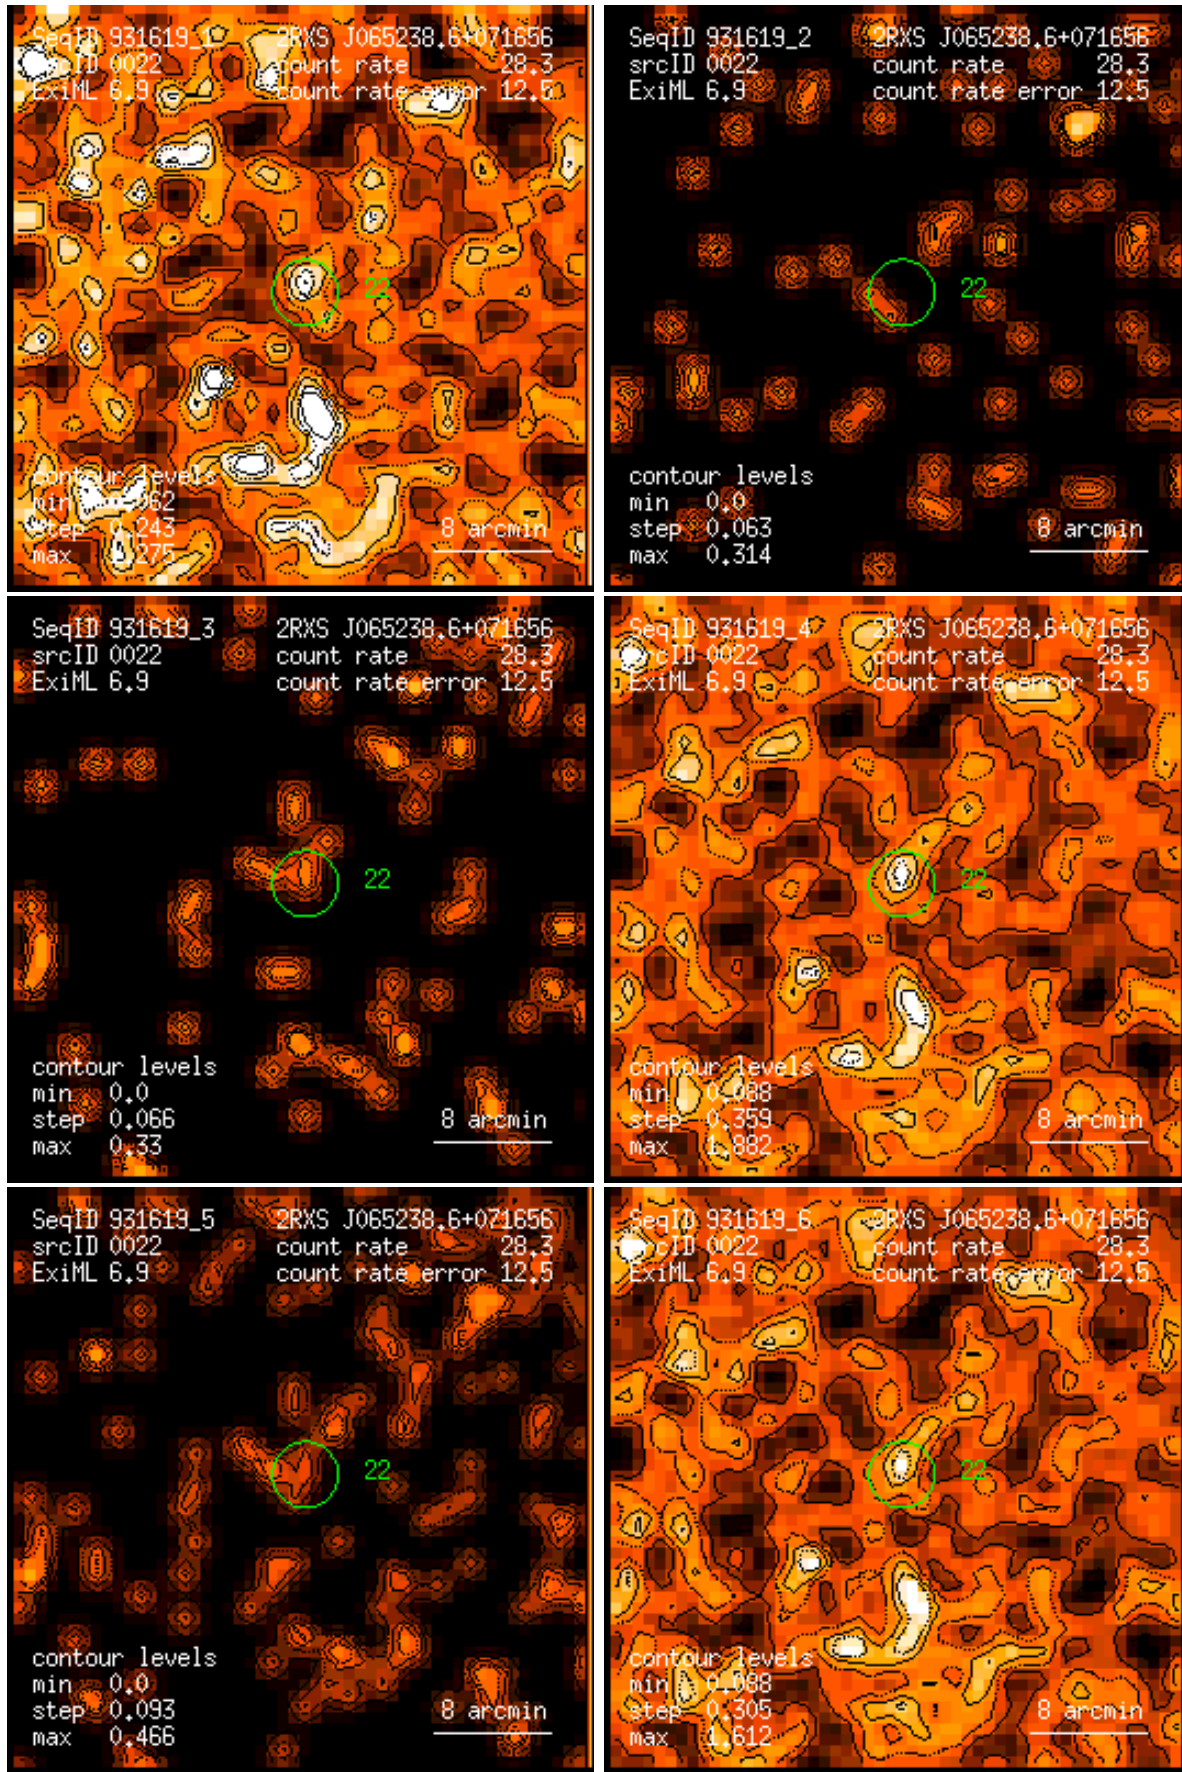 SeqID 931619_1 2RXS J065238.6+071656
srcID 0022 count rate 28.3
ExiML 6.9 count rate error 12.5
22
contour levels
min 0.062
step 0.243
max 1.275
8 arcmin
SeqID 931619_2 2RXS J065238.6+071656
srcID 0022 count rate 28.3
ExiML 6.9 count rate error 12.5
22
contour levels
min 0.0
step 0.063
max 0.314
8 arcmin
SeqID 931619_3 2RXS J065238.6+071656
srcID 0022 count rate 28.3
ExiML 6.9 count rate error 12.5
22
contour levels
min 0.0
step 0.066
max 0.33
8 arcmin
SeqID 931619_4 2RXS J065238.6+071656
srcID 0022 count rate 28.3
ExiML 6.9 count rate error 12.5
22
contour levels
min 0.088
step 0.359
max 1.882
8 arcmin
SeqID 931619_5 2RXS J065238.6+071656
srcID 0022 count rate 28.3
ExiML 6.9 count rate error 12.5
22
contour levels
min 0.0
step 0.093
max 0.466
8 arcmin
SeqID 931619_6 2RXS J065238.6+071656
srcID 0022 count rate 28.3
ExiML 6.9 count rate error 12.5
22
contour levels
min 0.088
step 0.305
max 1.612
8 arcmin